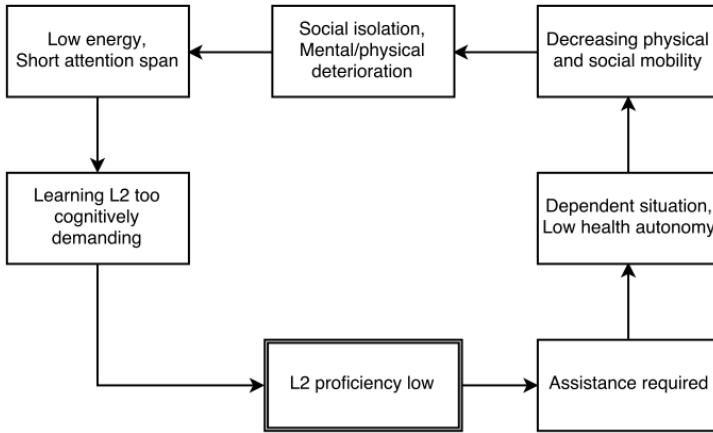 Low energy,
Short attention span
Social isolation,
Mental/physical
deterioration
Decreasing physical
and social mobility
Learning L2 too
cognitively
demanding
Dependent situation,
Low health autonomy
L2 proficiency low
Assistance required